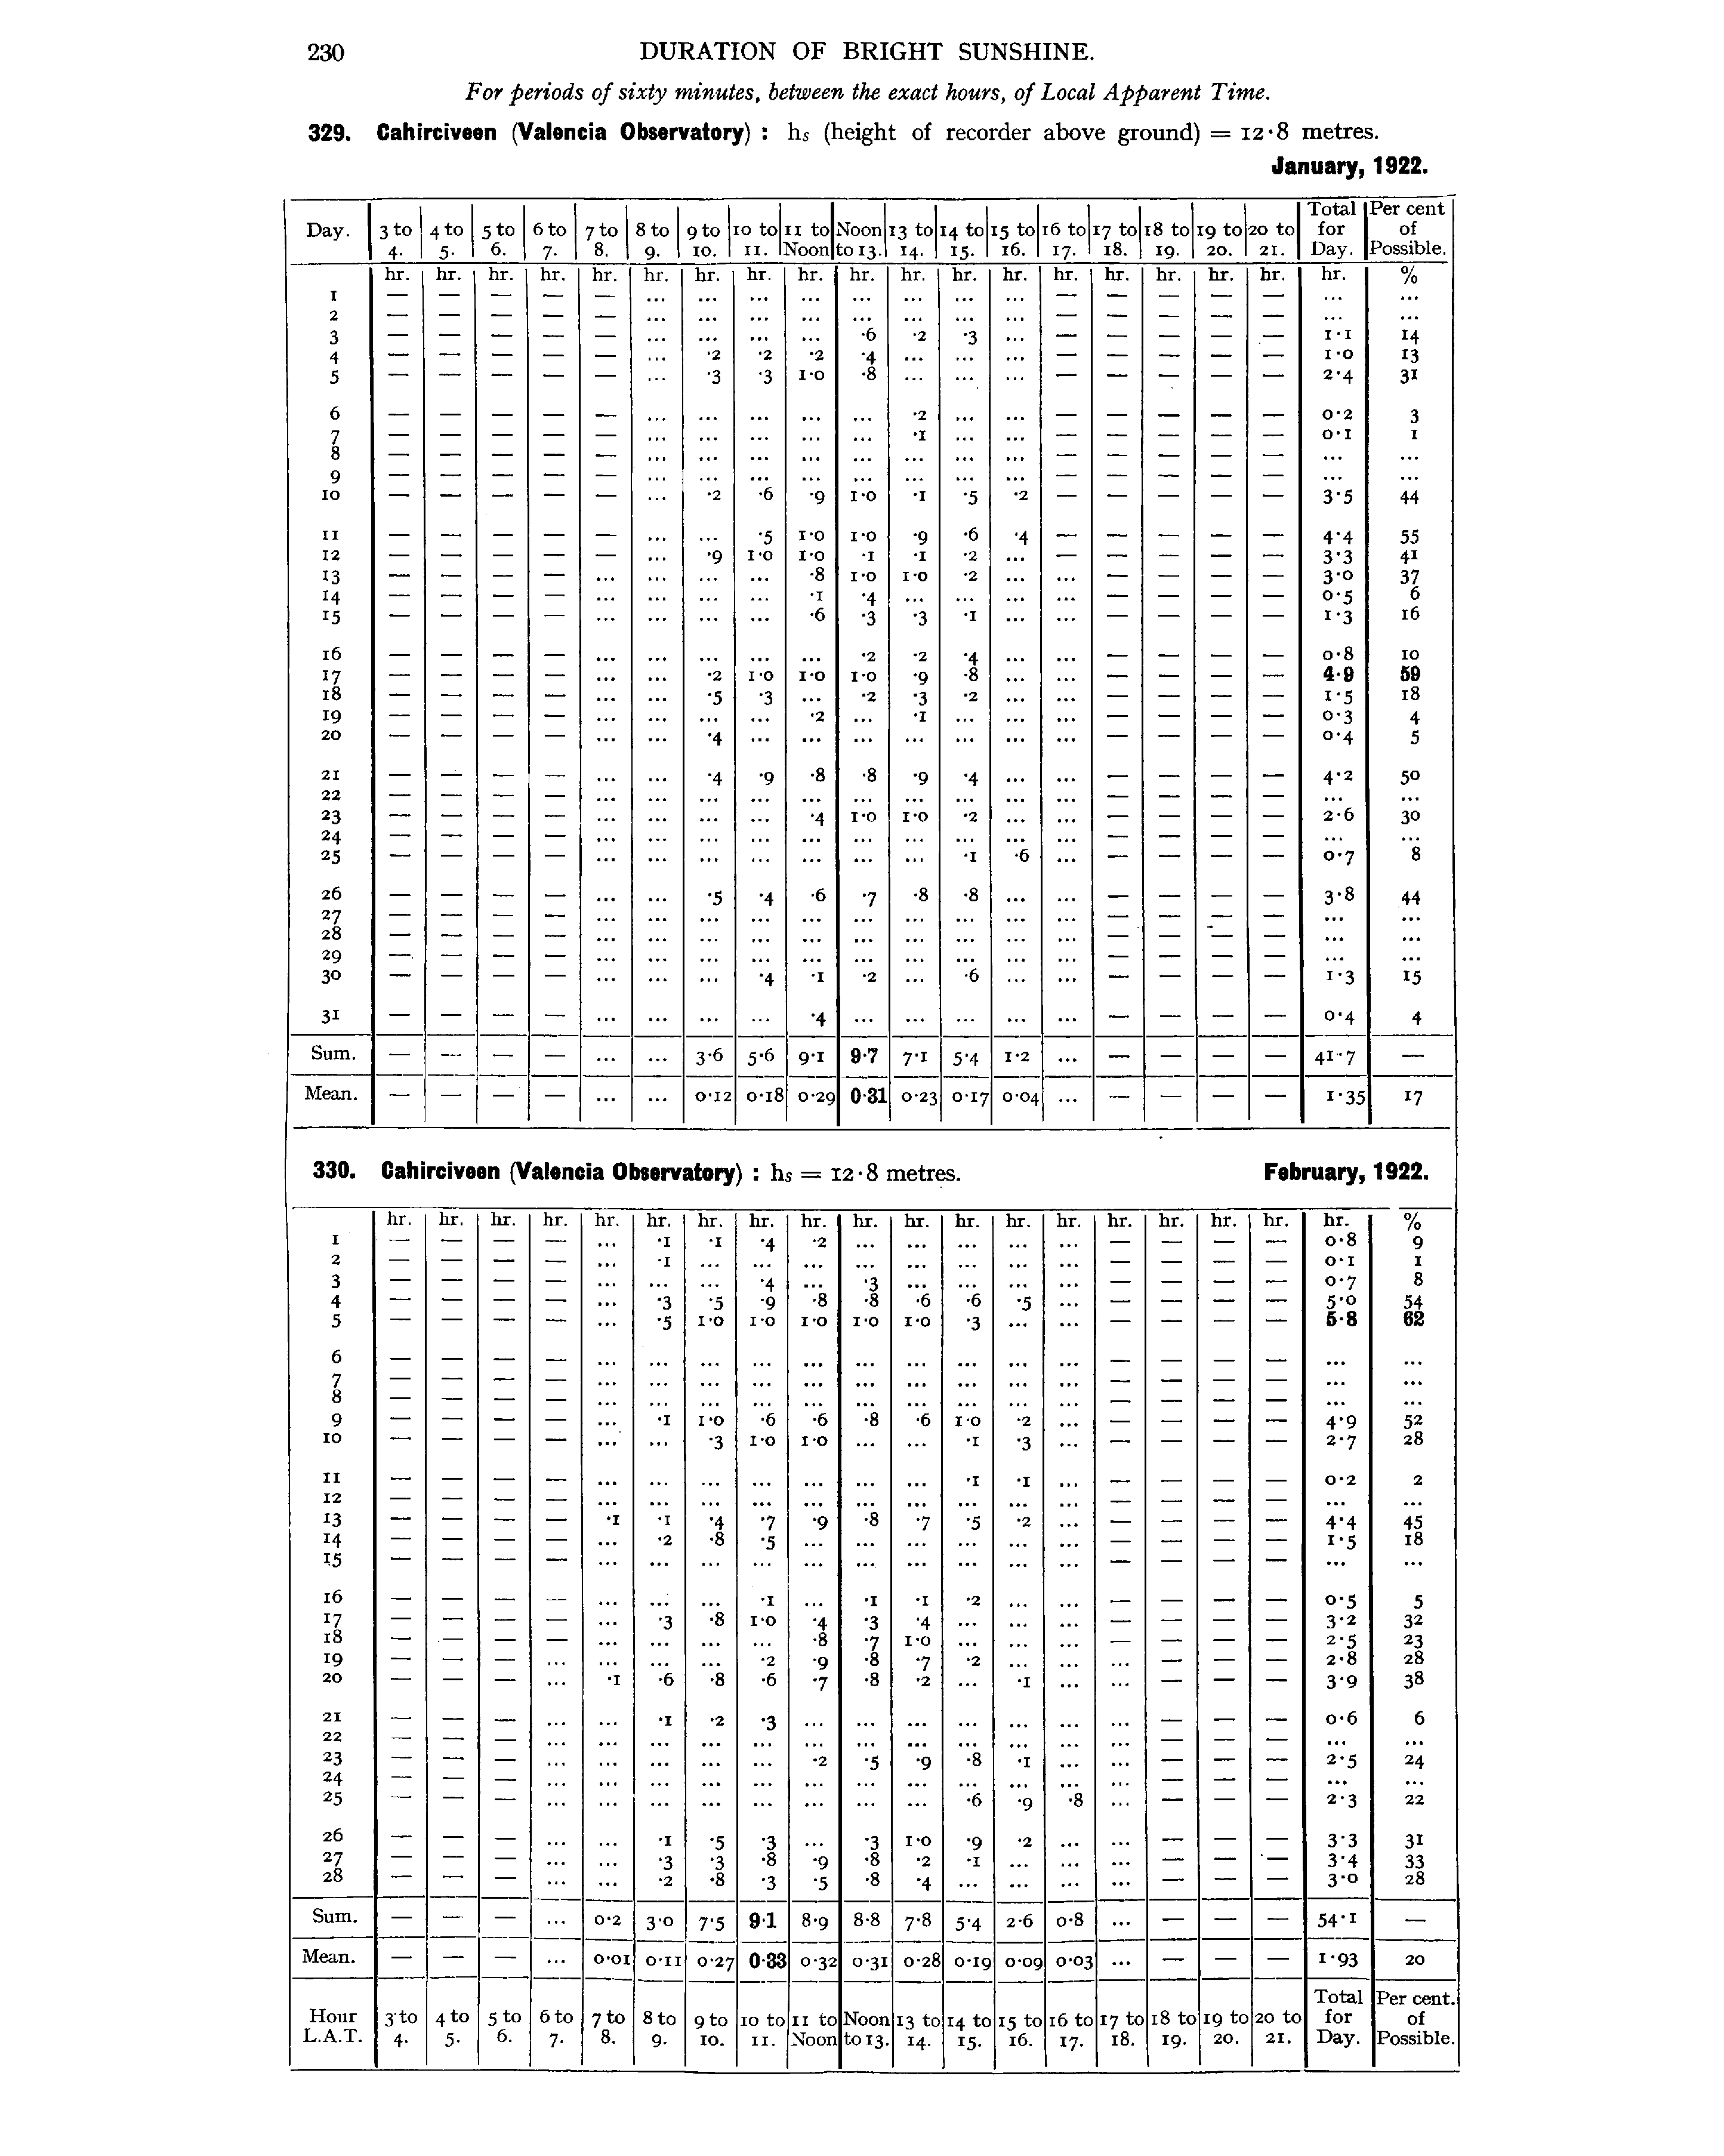 230 DURATION OF BRIGHT SUNSHINE.
For periods of sixty minutes, between the exact hours, of Local Apparent Time.
329. Cahirciveen (Valencia Observatory) : hs (height of recorder above ground) = 12·8 metres.
January, 1922.
Day. 3 to 4. 4 to 5. 5 to 6. 6 to 7. 7 to 8. 8 to 9. 9 to 10. 10 to 11. 11 to Noon Noon to 13. 13 to 14. 14 to 15. 15 to 16. 16 to 17. 17 to 18. 18 to 19. 19 to 20. 20 to 21. Total for Day. Per cent of Possible.
hr. hr. hr. hr. hr. hr. hr. hr. hr. hr. hr. hr. hr. hr. hr. hr. hr. hr. hr. %
1 — — — — — ... ... ... ... ... ... ... ... — — — — — ... ...
2 — — — — — ... ... ... ... ... ... ... ... — — — — — ... ...
3 — — — — — ... ... ... ... ·6 ·2 ·3 ... — — — — — 1·1 14
4 — — — — — ... ·2 ·2 ·2 ·4 ... ... ... — — — — — 1·0 13
5 — — — — — ... ·3 ·3 1·0 ·8 ... ... ... — — — — — 2·4 31
6 — — — — — ... ... ... ... ... ·2 ... ... — — — — — 0·2 3
7 — — — — — ... ... ... ... ... ·1 ... ... — — — — — 0·1 1
8 — — — — — ... ... ... ... ... ... ... ... — — — — — ... ...
9 — — — — — ... ... ... ... ... ... ... ... — — — — — ... ...
10 — — — — — ... ·2 ·6 ·9 1·0 ·1 ·5 ·2 — — — — — 3·5 44
11 — — — — — ... ... ·5 1·0 1·0 ·9 ·6 ·4 — — — — — 4·4 55
12 — — — — — ... ·9 1·0 1·0 ·1 ·1 ·2 ... — — — — — 3·3 41
13 — — — — ... ... ... ... ·8 1·0 1·0 ·2 ... ... — — — — 3·0 37
14 — — — — ... ... ... ... ·1 ·4 ... ... ... ... — — — — 0·5 6
15 — — — — ... ... ... ... ·6 ·3 ·3 ·1 ... ... — — — — 1·3 16
16 — — — — ... ... ... ... ... ·2 ·2 ·4 ... ... — — — — 0·8 10
17 — — — — ... ... ·2 1·0 1·0 1·0 ·9 ·8 ... ... — — — — 4·9 59
18 — — — — ... ... ·5 ·3 ... ·2 ·3 ·2 ... ... — — — — 1·5 18
19 — — — — ... ... ... ... ·2 ... ·1 ... ... ... — — — — 0·3 4
20 — — — — ... ... ·4 ... ... ... ... ... ... ... — — — — 0·4 5
21 — — — — ... ... ·4 ·9 ·8 ·8 ·9 ·4 ... ... — — — — 4·2 50
22 — — — — ... ... ... ... ... ... ... ... ... ... — — — — ... ...
23 — — — — ... ... ... ... ·4 1·0 1·0 ·2 ... ... — — — — 2·6 30
24 — — — — ... ... ... ... ... ... ... ... ... ... — — — — ... ...
25 — — — — ... ... ... ... ... ... ... ·1 ·6 ... — — — — 0·7 8
26 — — — — ... ... ·5 ·4 ·6 ·7 ·8 ·8 ... ... — — — — 3·8 44
27 — — — — ... ... ... ... ... ... ... ... ... ... — — — — ... ...
28 — — — — ... ... ... ... ... ... ... ... ... ... — — — — ... ...
29 — — — — ... ... ... ... ... ... ... ... ... ... — — — — ... ...
30 — — — — ... ... ... ·4 ·1 ·2 ... ·6 ... ... — — — — 1·3 15
31 — — — — ... ... ... ... ·4 ... ... ... ... ... — — — — 0·4 4
Sum. — — — — ... ... 3·6 5·6 9·1 9·7 7·1 5·4 1·2 ... — — — — 41·7 —
Mean. — — — — ... ... 0·12 0·18 0·29 0·31 0·23 0·17 0·04 ... — — — — 1·35 17
330. Cahirciveen (Valencia Observatory) : hs = 12·8 metres. February, 1922.
hr. hr. hr. hr. hr. hr. hr. hr. hr. hr. hr. hr. hr. hr. hr. hr. hr. hr. hr. %
1 — — — — ... ·1 ·1 ·4 ·2 ... ... ... ... ... — — — — 0·8 9
2 — — — — ... ·1 ... ... ... ... ... ... ... ... — — — — 0·1 1
3 — — — — ... ... ... ·4 ... ·3 ... ... ... ... — — — — 0·7 8
4 — — — — ... ·3 ·5 ·9 ·8 ·8 ·6 ·6 ·5 ... — — — — 5·0 54
5 — — — — ... ·5 1·0 1·0 1·0 1·0 1·0 ·3 ... ... — — — — 5·8 62
6 — — — — ... ... ... ... ... ... ... ... ... ... — — — — ... ...
7 — — — — ... ... ... ... ... ... ... ... ... ... — — — — ... ...
8 — — — — ... ... ... ... ... ... ... ... ... ... — — — — ... ...
9 — — — — ... ·1 1·0 ·6 ·6 ·8 ·6 1·0 ·2 ... — — — — 4·9 52
10 — — — — ... ... ·3 1·0 1·0 ... ... ·1 ·3 ... — — — — 2·7 28
11 — — — — ... ... ... ... ... ... ... ·1 ·1 ... — — — — 0·2 2
12 — — — — ... ... ... ... ... ... ... ... ... ... — — — — ... ...
13 — — — — ·1 ·1 ·4 ·7 ·9 ·8 ·7 ·5 ·2 ... — — — — 4·4 45
14 — — — — ... ·2 ·8 ·5 ... ... ... ... ... ... — — — — 1·5 18
15 — — — — ... ... ... ... ... ... ... ... ... ... — — — — ... ...
16 — — — — ... ... ... ·1 ... ·1 ·1 ·2 ... ... — — — — 0·5 5
17 — — — — ... ·3 ·8 1·0 ·4 ·3 ·4 ... ... ... — — — — 3·2 32
18 — — — — ... ... ... ... ·8 ·7 1·0 ... ... ... — — — — 2·5 23
19 — — — ... ... ... ... ·2 ·9 ·8 ·7 ·2 ... ... ... — — — 2·8 28
20 — — — ... ·1 ·6 ·8 ·6 ·7 ·8 ·2 ... ·1 ... ... — — — 3·9 38
21 — — — ... ... ·1 ·2 ·3 ... ... ... ... ... ... ... — — — 0·6 6
22 — — — ... ... ... ... ... ... ... ... ... ... ... ... — — — ... ...
23 — — — ... ... ... ... ... ·2 ·5 ·9 ·8 ·1 ... ... — — — 2·5 24
24 — — — ... ... ... ... ... ... ... ... ... ... ... ... — — — ... ...
25 — — — ... ... ... ... ... ... ... ... ·6 ·9 ·8 ... — — — 2·3 22
26 — — — ... ... ·1 ·5 ·3 ... ·3 1·0 ·9 ·2 ... ... — — — 3·3 31
27 — — — ... ... ·3 ·3 ·8 ·9 ·8 ·2 ·1 ... ... ... — — — 3·4 33
28 — — — ... ... ·2 ·8 ·3 ·5 ·8 ·4 ... ... ... ... — — — 3·0 28
Sum. — — — ... 0·2 3·0 7·5 9·1 8·9 8·8 7·8 5·4 2·6 0·8 ... — — — 54·1 —
Mean. — — — ... 0·01 0·11 0·27 0·33 0·32 0·31 0·28 0·19 0·09 0·03 ... — — — 1·93 20
Hour L.A.T. 3 to 4. 4 to 5. 5 to 6. 6 to 7. 7 to 8. 8 to 9. 9 to 10. 10 to 11. 11 to Noon Noon to 13. 13 to 14. 14 to 15. 15 to 16. 16 to 17. 17 to 18. 18 to 19. 19 to 20. 20 to 21. Total for Day. Per cent. of Possible.